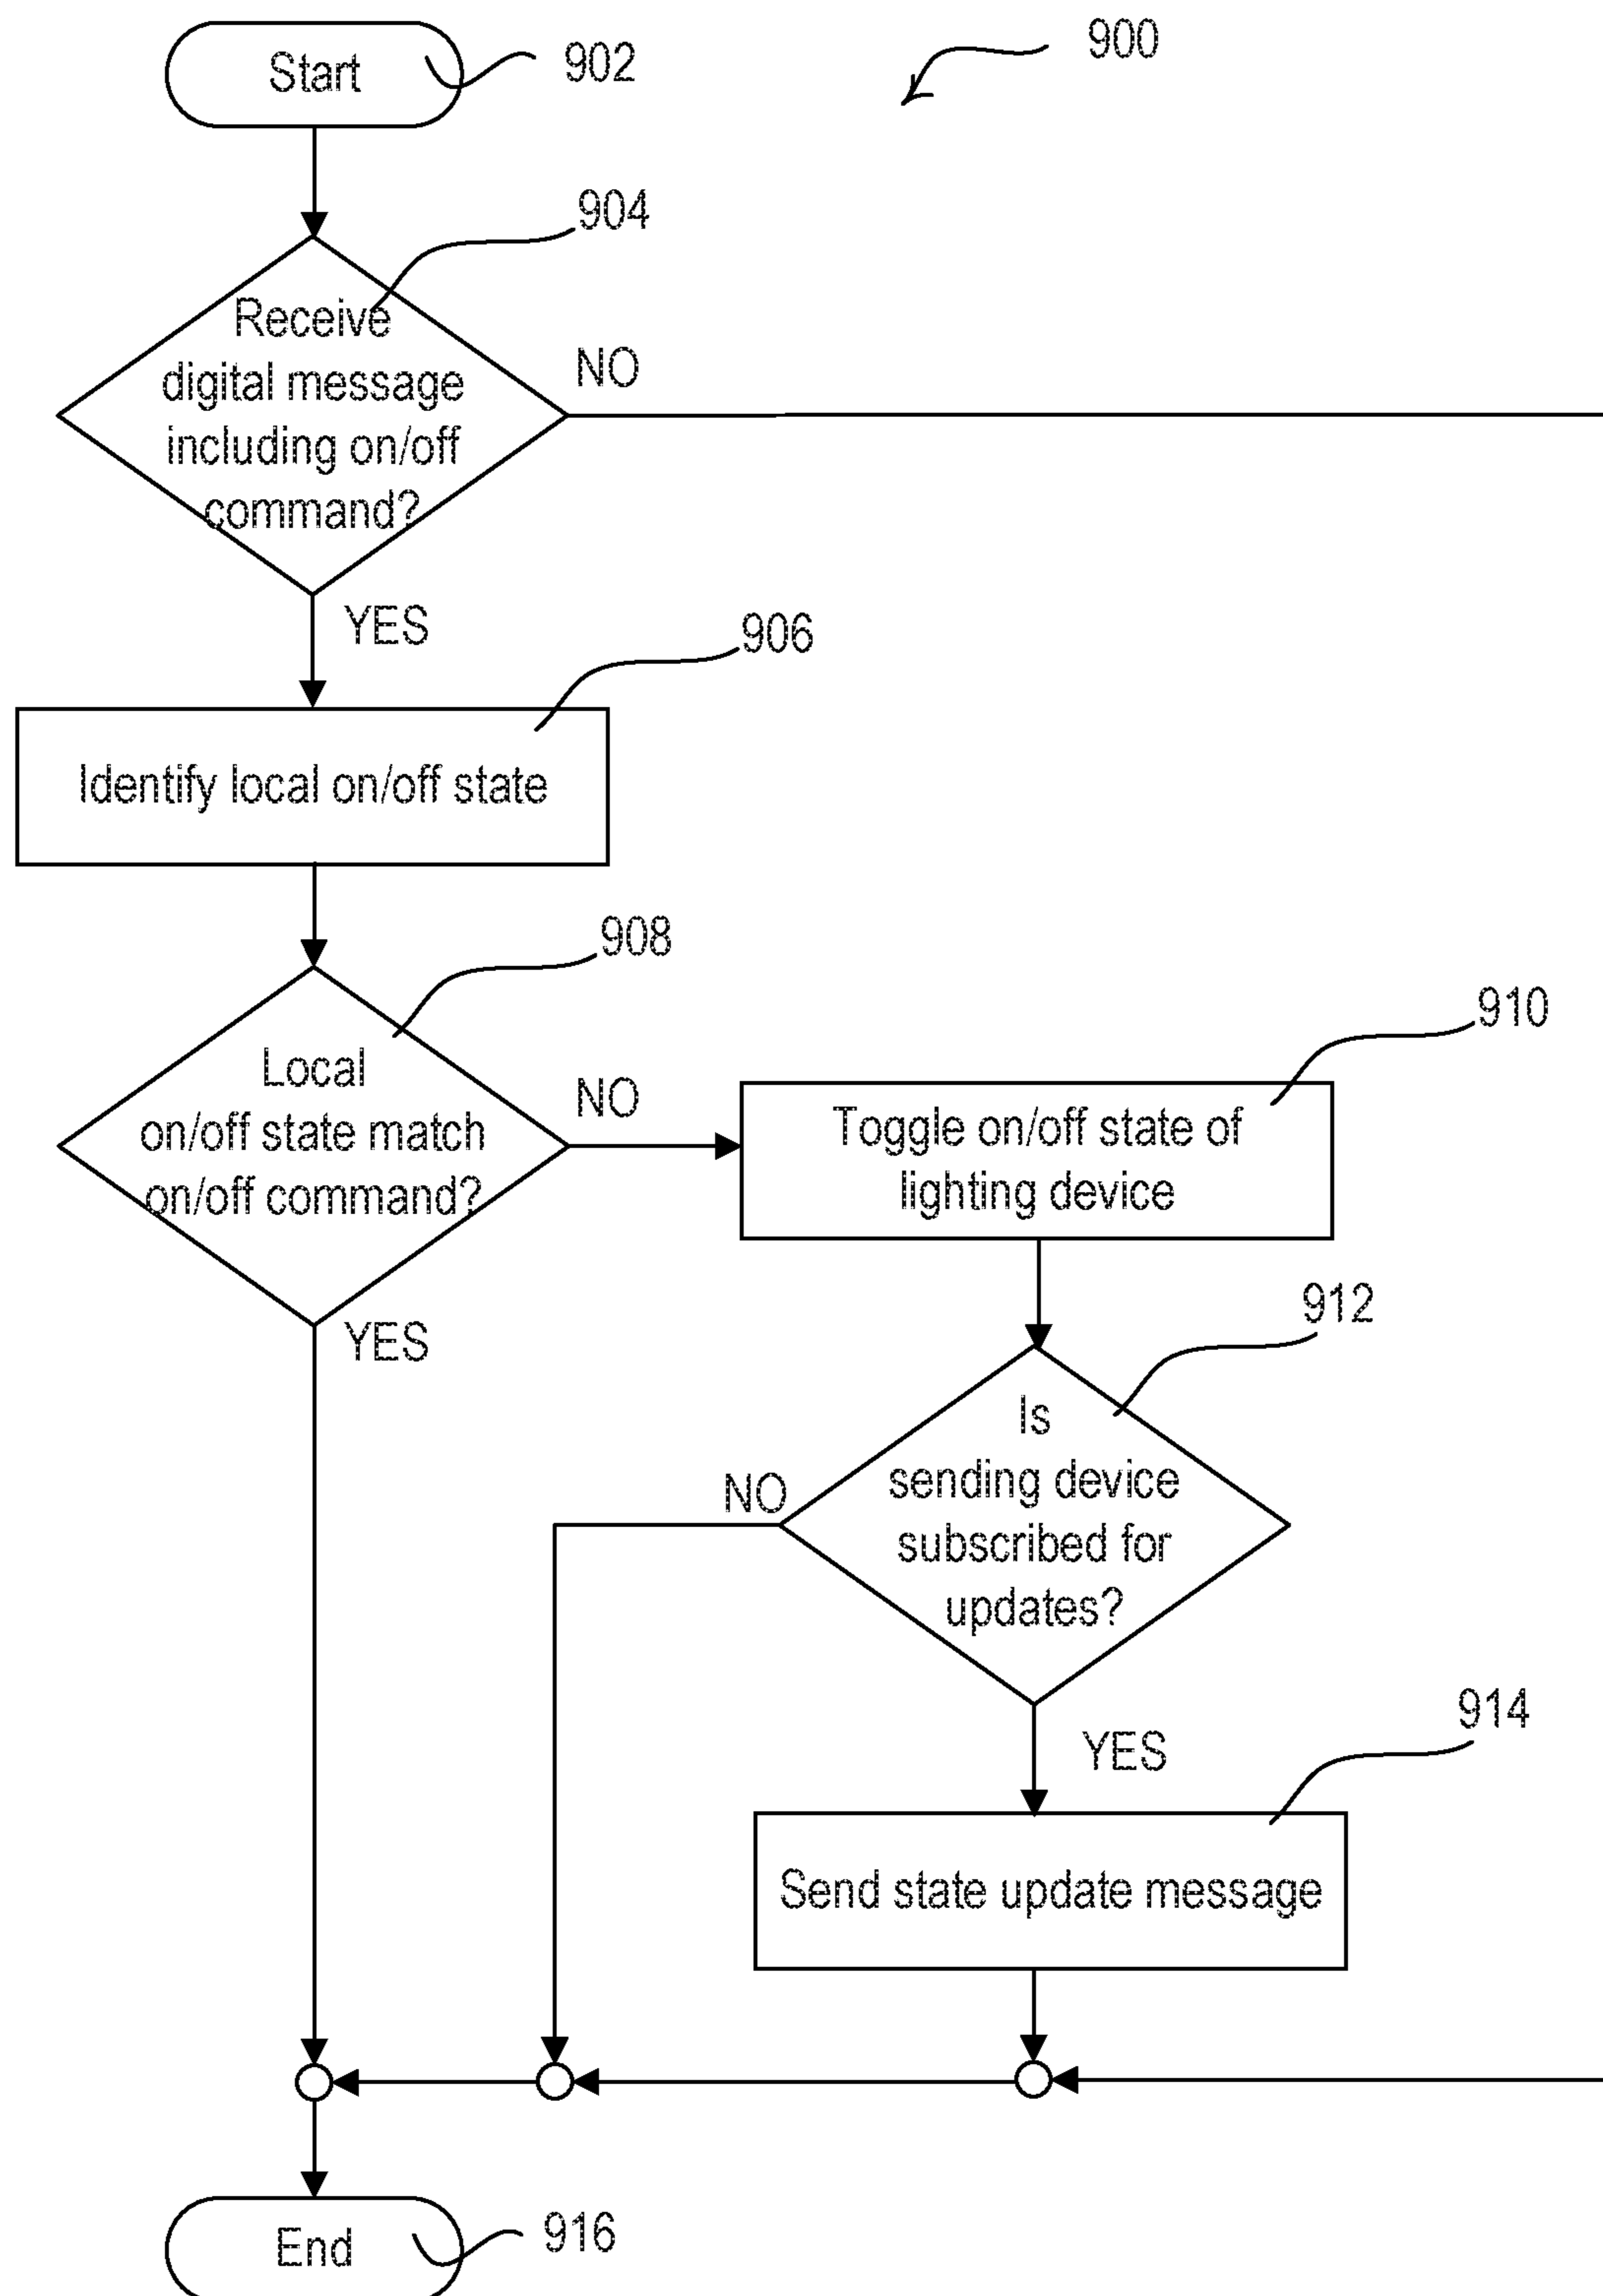 Start
902
900
904
Receive
digital message
including on/off
command?
NO
YES
906
Identify local on/off state
908
Local
on/off state match
on/off command?
NO
YES
910
Toggle on/off state of
lighting device
912
Is
sending device
subscribed for
updates?
NO
YES
914
Send state update message
End
916